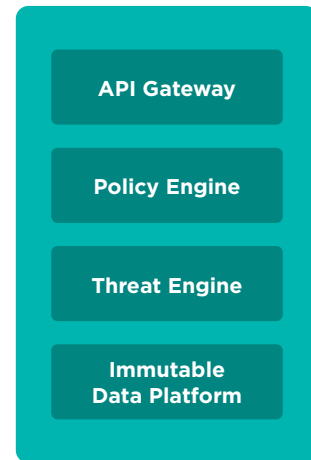 API Gateway
Policy Engine
Threat Engine
Immutable
Data Platform